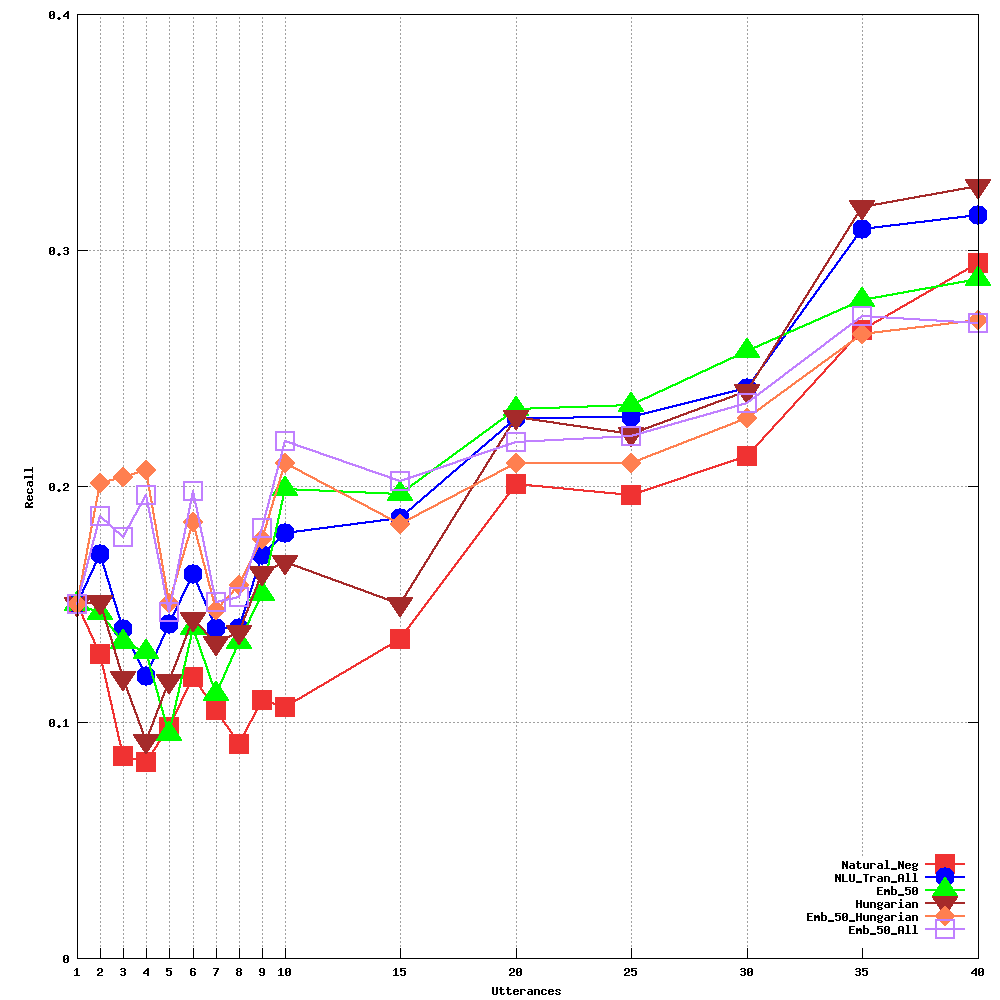 0.4
0.3
0.2
0.1
0
Recall
1 2 3 4 5 6 7 8 9 10 15 20 25 30 35 40
Utterances
Natural_Neg
NLU_Tran_All
Emb_50
Hungarian
Emb_50_Hungarian
Emb_50_All